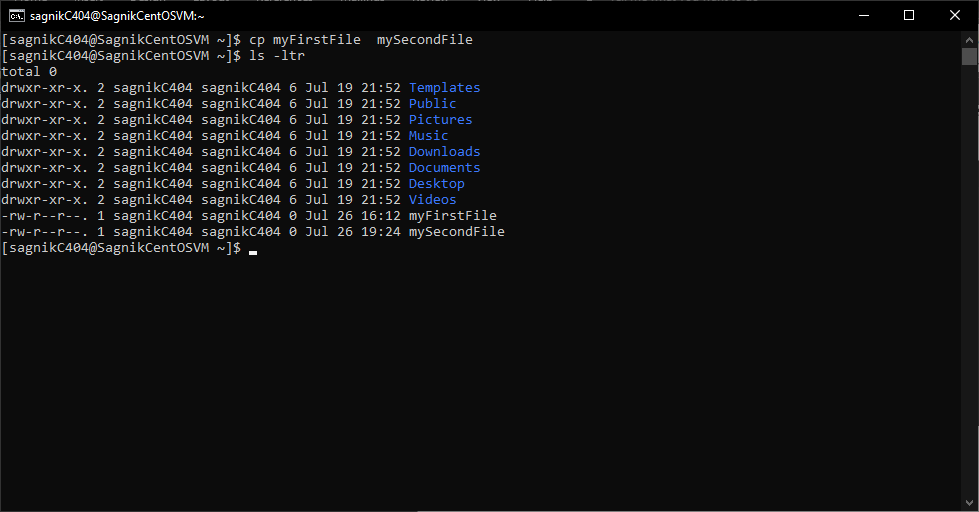 sagnikC404@SagnikCentOSVM:~
[sagnikC404@SagnikCentOSVM ~]$ cp myFirstFile  mySecondFile
[sagnikC404@SagnikCentOSVM ~]$ ls -ltr
total 0
drwxr-xr-x. 2 sagnikC404 sagnikC404 6 Jul 19 21:52 Templates
drwxr-xr-x. 2 sagnikC404 sagnikC404 6 Jul 19 21:52 Public
drwxr-xr-x. 2 sagnikC404 sagnikC404 6 Jul 19 21:52 Pictures
drwxr-xr-x. 2 sagnikC404 sagnikC404 6 Jul 19 21:52 Music
drwxr-xr-x. 2 sagnikC404 sagnikC404 6 Jul 19 21:52 Downloads
drwxr-xr-x. 2 sagnikC404 sagnikC404 6 Jul 19 21:52 Documents
drwxr-xr-x. 2 sagnikC404 sagnikC404 6 Jul 19 21:52 Desktop
drwxr-xr-x. 2 sagnikC404 sagnikC404 6 Jul 19 21:52 Videos
-rw-r--r--. 1 sagnikC404 sagnikC404 0 Jul 26 16:12 myFirstFile
-rw-r--r--. 1 sagnikC404 sagnikC404 0 Jul 26 19:24 mySecondFile
[sagnikC404@SagnikCentOSVM ~]$